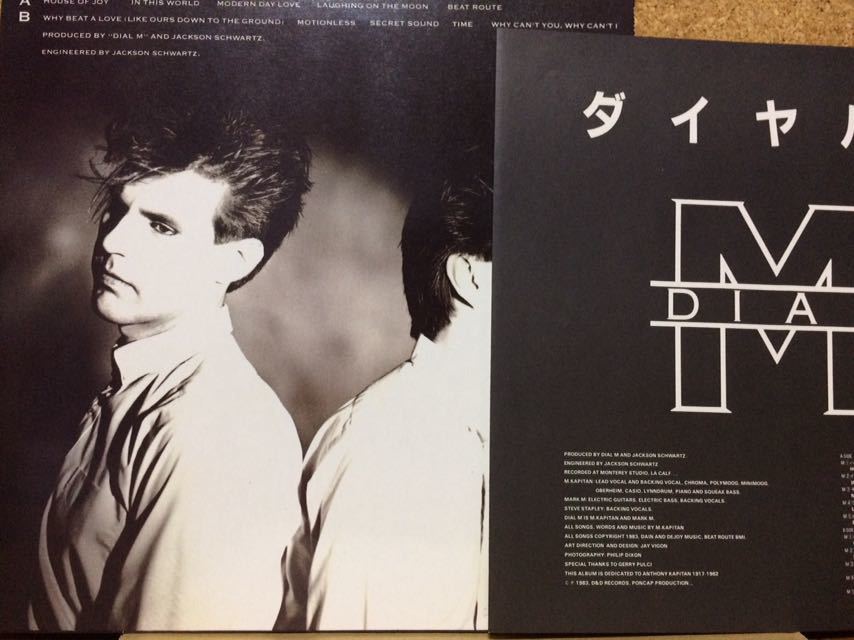 A HOUSE OF JOY IN THIS WORLD MODERN DAY LOVE LAUGHING ON THE MOON BEAT ROUTE
B WHY BEAT A LOVE (LIKE OURS DOWN TO THE GROUND) MOTIONLESS SECRET SOUND TIME WHY CAN'T YOU, WHY CAN'T I
PRODUCED BY "DIAL M" AND JACKSON SCHWARTZ.
ENGINEERED BY JACKSON SCHWARTZ.
ダイヤル
M
DIA
PRODUCED BY DIAL M AND JACKSON SCHWARTZ.
ENGINEERED BY JACKSON SCHWARTZ
RECORDED AT MONTEREY STUDIO, LA CALF...
M.KAPITAN: LEAD VOCAL AND BACKING VOCAL, CHROMA, POLYMOOG, MINIMOOG,
OBERHEIM, CASIO, LYNNDRUM, PIANO AND SQUEAK BASS.
MARK M: ELECTRIC GUITARS, ELECTRIC BASS, BACKING VOCALS.
STEVE STAPLEY: BACKING VOCALS.
DIAL M IS M.KAPITAN AND MARK M.
ALL SONGS, WORDS AND MUSIC BY M.KAPITAN
ALL SONGS COPYRIGHT 1983, DAIN AND DEJOY MUSIC, BEAT ROUTE BMI.
ART DIRECTION AND DESIGN: JAY VIGON
PHOTOGRAPHY: PHILIP DIXON
SPECIAL THANKS TO GERRY PULCI
THIS ALBUM IS DEDICATED TO ANTHONY KAPITAN 1917-1982
C P 1983, D&D RECORDS, PONCAP PRODUCTION...